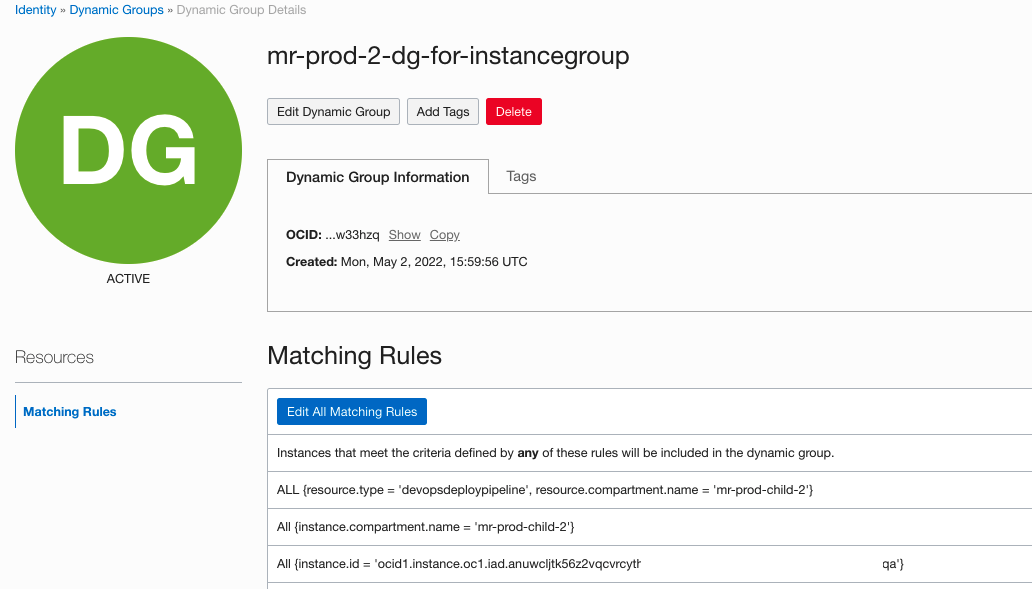 Identity » Dynamic Groups » Dynamic Group Details
DG
ACTIVE
mr-prod-2-dg-for-instancegroup
Edit Dynamic Group Add Tags Delete
Dynamic Group Information Tags
OCID: ...w33hzq Show Copy
Created: Mon, May 2, 2022, 15:59:56 UTC
Resources
Matching Rules
Matching Rules
Edit All Matching Rules
Instances that meet the criteria defined by any of these rules will be included in the dynamic group.
ALL {resource.type = 'devopsdeploypipeline', resource.compartment.name = 'mr-prod-child-2'}
All {instance.compartment.name = 'mr-prod-child-2'}
All {instance.id = 'ocid1.instance.oc1.iad.anuwcljtk56z2vqcvrcyth qa'}